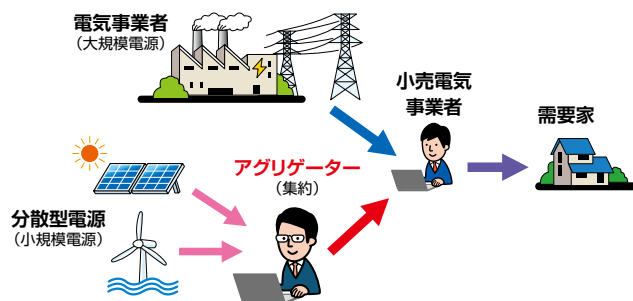 電気事業者
（大規模電源）
小売電気
事業者
需要家
アグリゲーター
（集約）
分散型電源
（小規模電源）